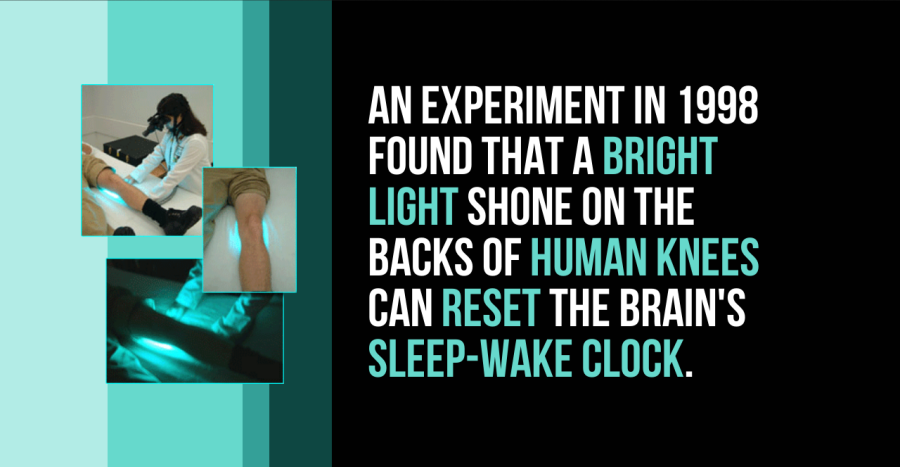 AN EXPERIMENT IN 1998
FOUND THAT A BRIGHT
LIGHT SHONE ON THE
BACKS OF HUMAN KNEES
CAN RESET THE BRAIN'S
SLEEP-WAKE CLOCK.